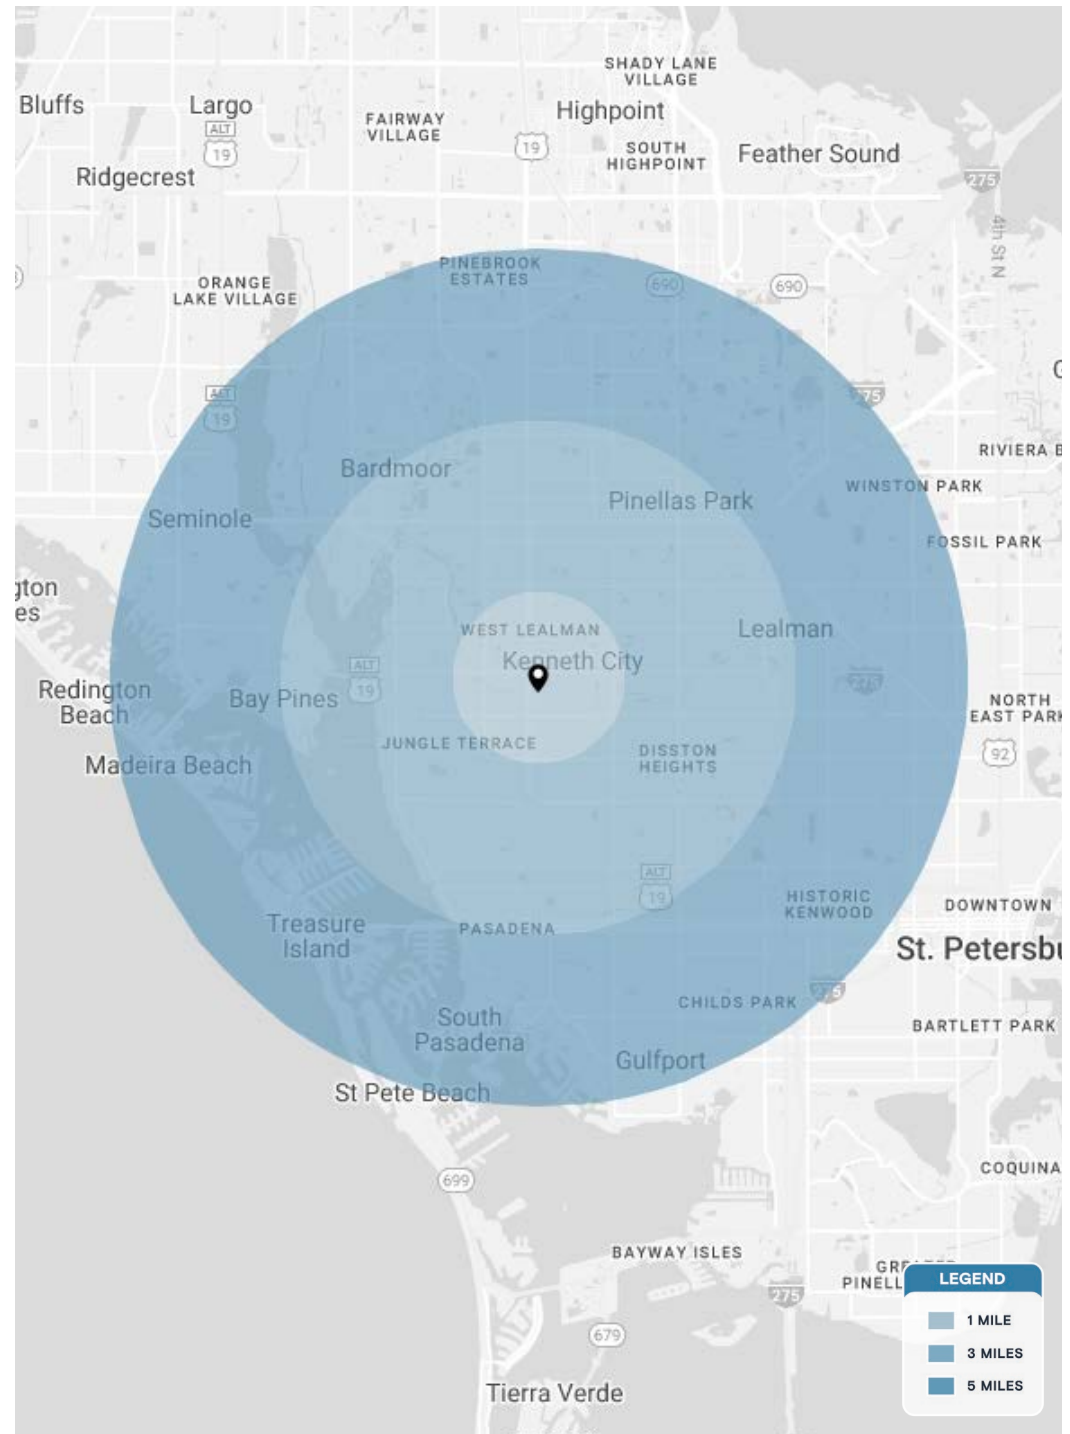 SHADY LANE
VILLAGE
Bluffs
Largo
Highpoint
FAIRWAY
VILLAGE
ALT
19
19
SOUTH
HIGHPOINT
Feather Sound
Ridgecrest
275
4th St N
PINEBROOK
ESTATES
ORANGE
LAKE VILLAGE
690
690
ALT
19
75
RIVIERA B
Bardmoor
WINSTON PARK
Pinellas Park
Seminole
FOSSIL PARK
gton
es
WEST LEALMAN
Lealman
Kenneth City
ALT
19
275
Redington
Beach
Bay Pines
NORTH
EAST PARK
JUNGLE TERRACE
DISSTON
HEIGHTS
92
Madeira Beach
ALT
19
HISTORIC
KENWOOD
DOWNTOWN
Treasure
Island
PASADENA
St. Petersbu
CHILDS PARK
275
South
Pasadena
BARTLETT PARK
Gulfport
St Pete Beach
COQUINA
699
BAYWAY ISLES
PINELL
275
LEGEND
1 MILE
3 MILES
5 MILES
679
Tierra Verde